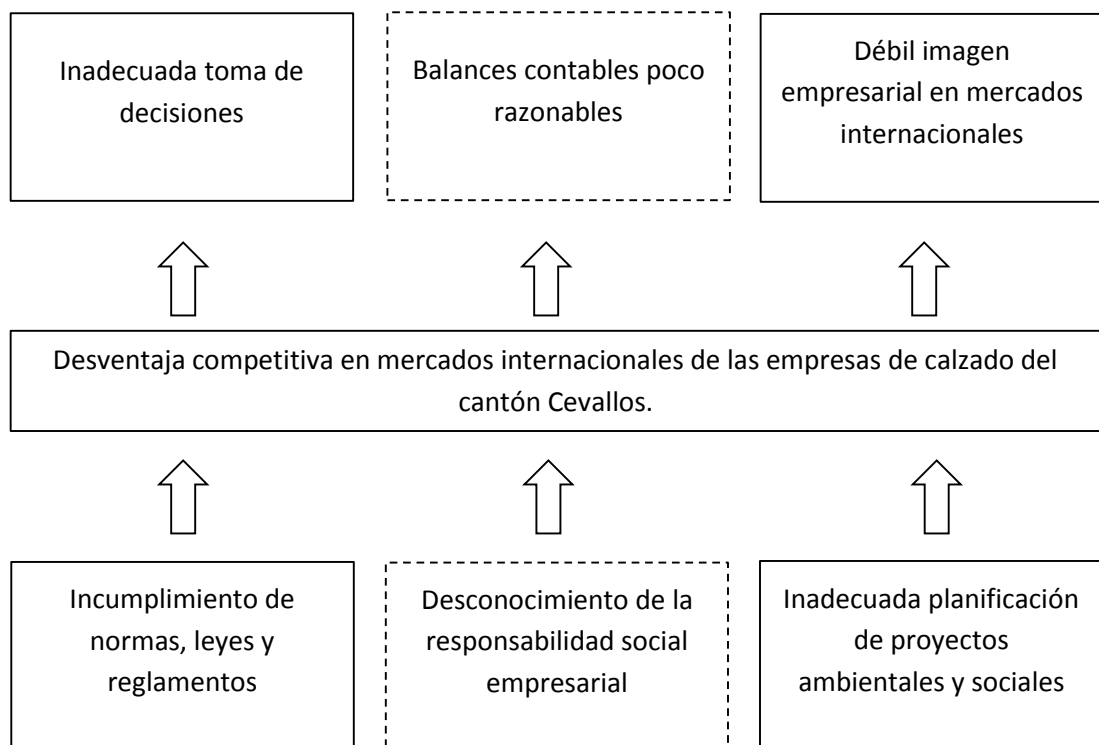 Inadecuada toma de
decisiones
Balances contables poco
razonables
Débil imagen
empresarial en mercados
internacionales
Desventaja competitiva en mercados internacionales de las empresas de calzado del
cantón Cevallos.
Incumplimiento de
normas, leyes y
reglamentos
Desconocimiento de la
responsabilidad social
empresarial
Inadecuada planificación
de proyectos
ambientales y sociales